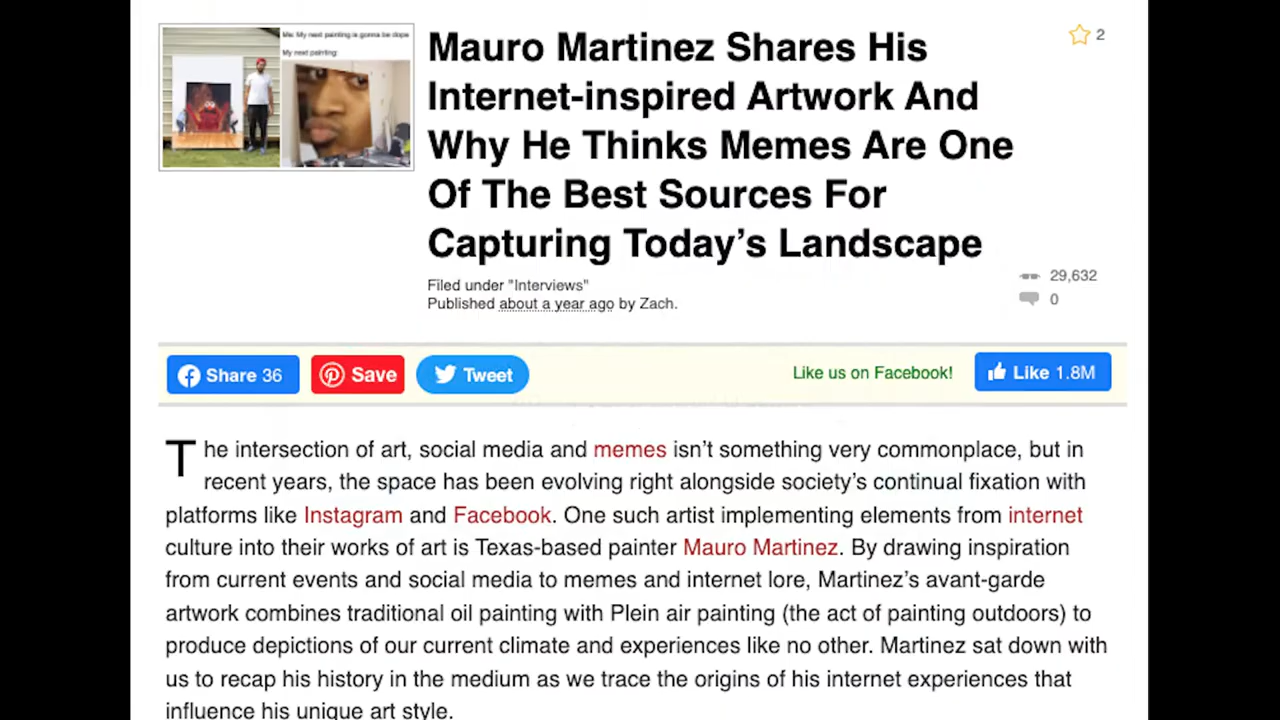 Me: My next painting is gonna be dope
My next painting:
Mauro Martinez Shares His
Internet-inspired Artwork And
Why He Thinks Memes Are One
Of The Best Sources For
Capturing Today’s Landscape
2
Filed under "Interviews"
Published about a year ago by Zach.
29,632
0
Share 36
Save
Tweet
Like us on Facebook!
Like 1.8M
The intersection of art, social media and memes isn’t something very commonplace, but in
recent years, the space has been evolving right alongside society’s continual fixation with
platforms like Instagram and Facebook. One such artist implementing elements from internet
culture into their works of art is Texas-based painter Mauro Martinez. By drawing inspiration
from current events and social media to memes and internet lore, Martinez’s avant-garde
artwork combines traditional oil painting with Plein air painting (the act of painting outdoors) to
produce depictions of our current climate and experiences like no other. Martinez sat down with
us to recap his history in the medium as we trace the origins of his internet experiences that
influence his unique art style.